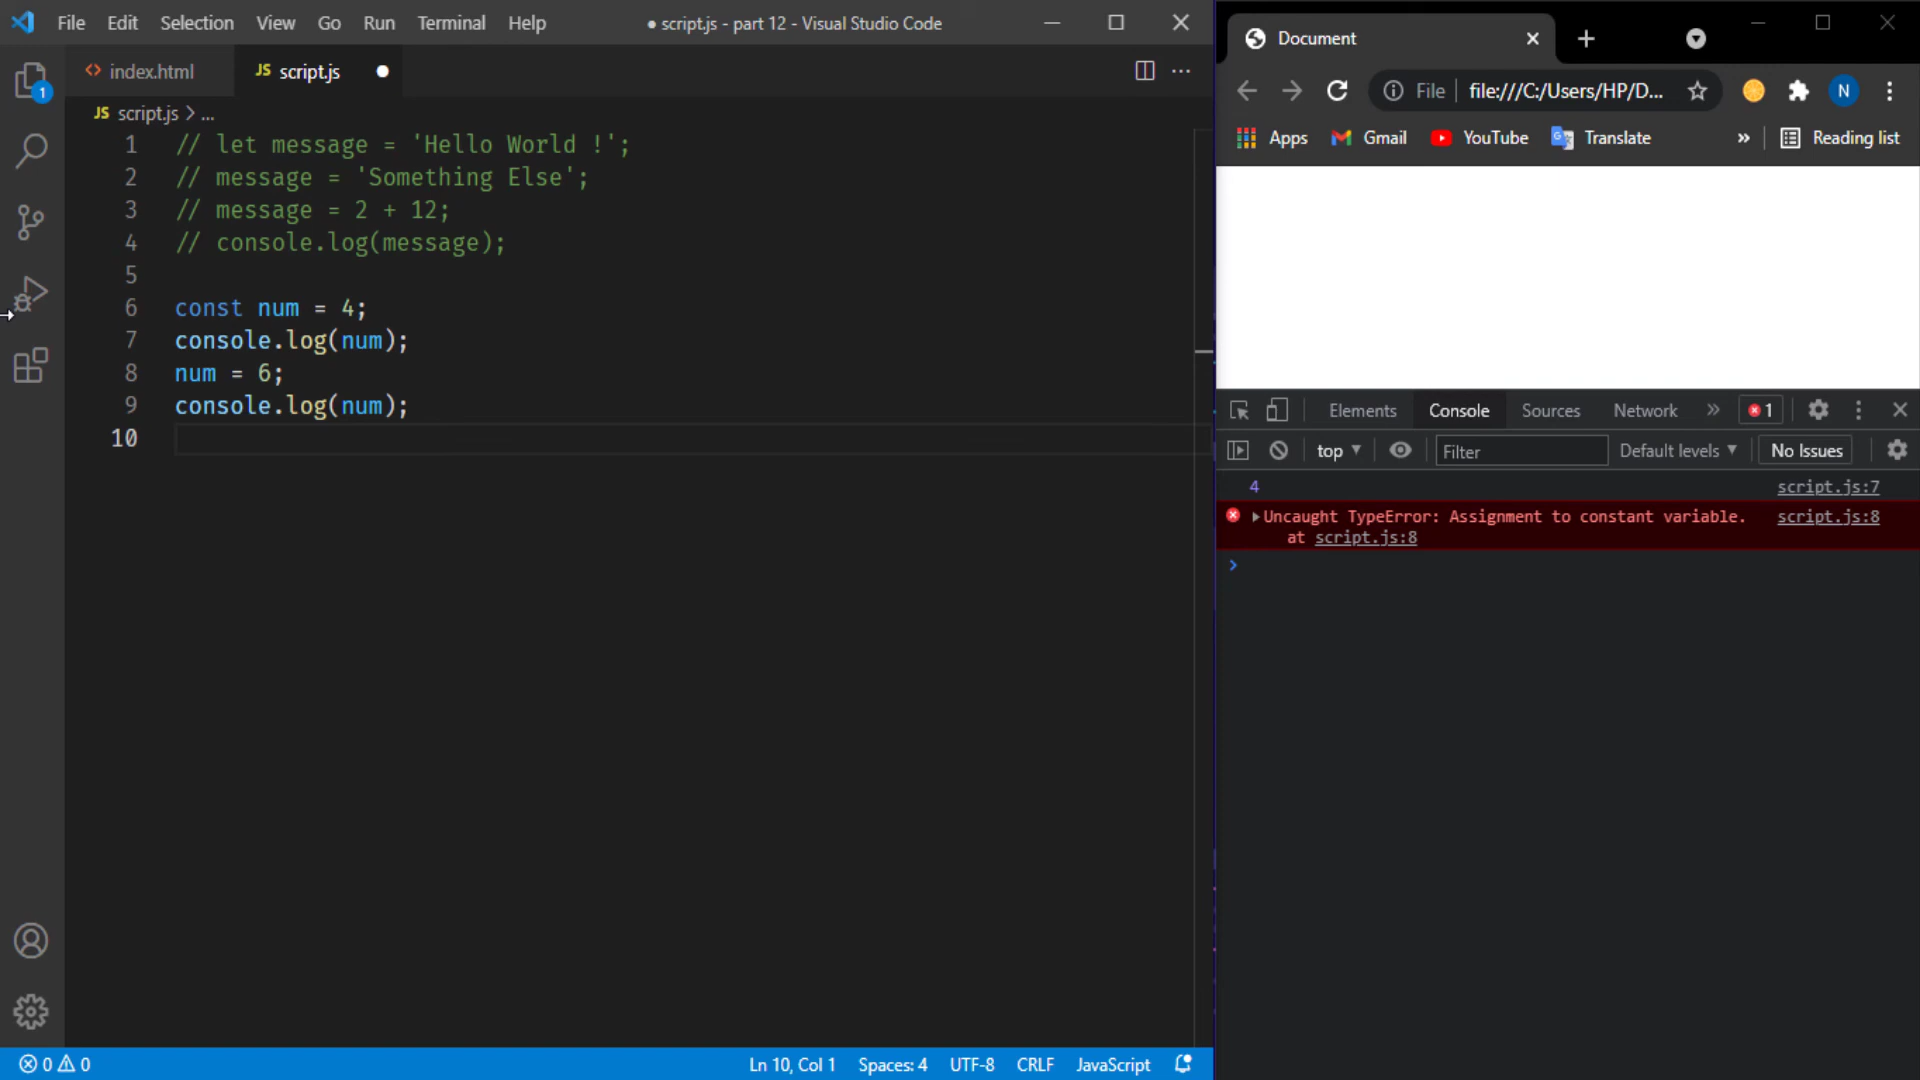 File Edit Selection View Go Run Terminal Help ● script.js - part 12 - Visual Studio Code
index.html JS script.js ●
JS script.js > ...
1 // let message = 'Hello World !';
2 // message = 'Something Else';
3 // message = 2 + 12;
4 // console.log(message);
5
6 const num = 4;
7 console.log(num);
8 num = 6;
9 console.log(num);
10
1
0 0 Ln 10, Col 1 Spaces: 4 UTF-8 CRLF JavaScript
Document
File file:///C:/Users/HP/D... N
Apps Gmail YouTube Translate » Reading list
Elements Console Sources Network » 1
top Filter Default levels No Issues
4 script.js:7
Uncaught TypeError: Assignment to constant variable. script.js:8
at script.js:8